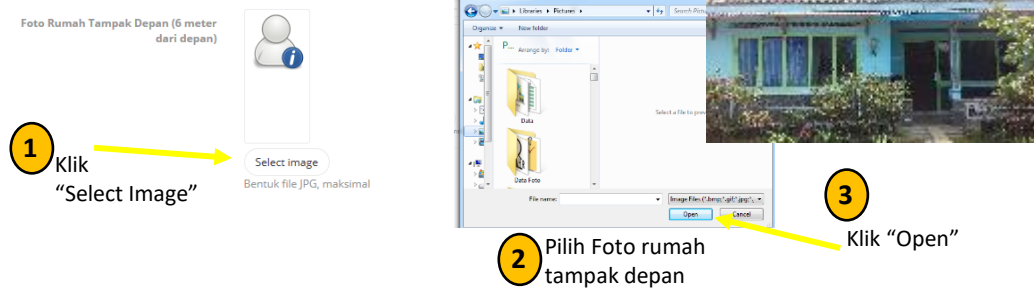 Foto Rumah Tampak Depan (6 meter
dari depan)
1
Klik
“Select Image”
Select image
Bentuk file JPG, maksimal
Libraries
Pictures
Search
Organize
New folder
P...
Arrange by:
Folder
Data
Data Foto
Select a file to
File name:
Image Files (*.bmp;*.gif;*.jpg;*.
Open
Cancel
2
Pilih Foto rumah
tampak depan
3
Klik “Open”